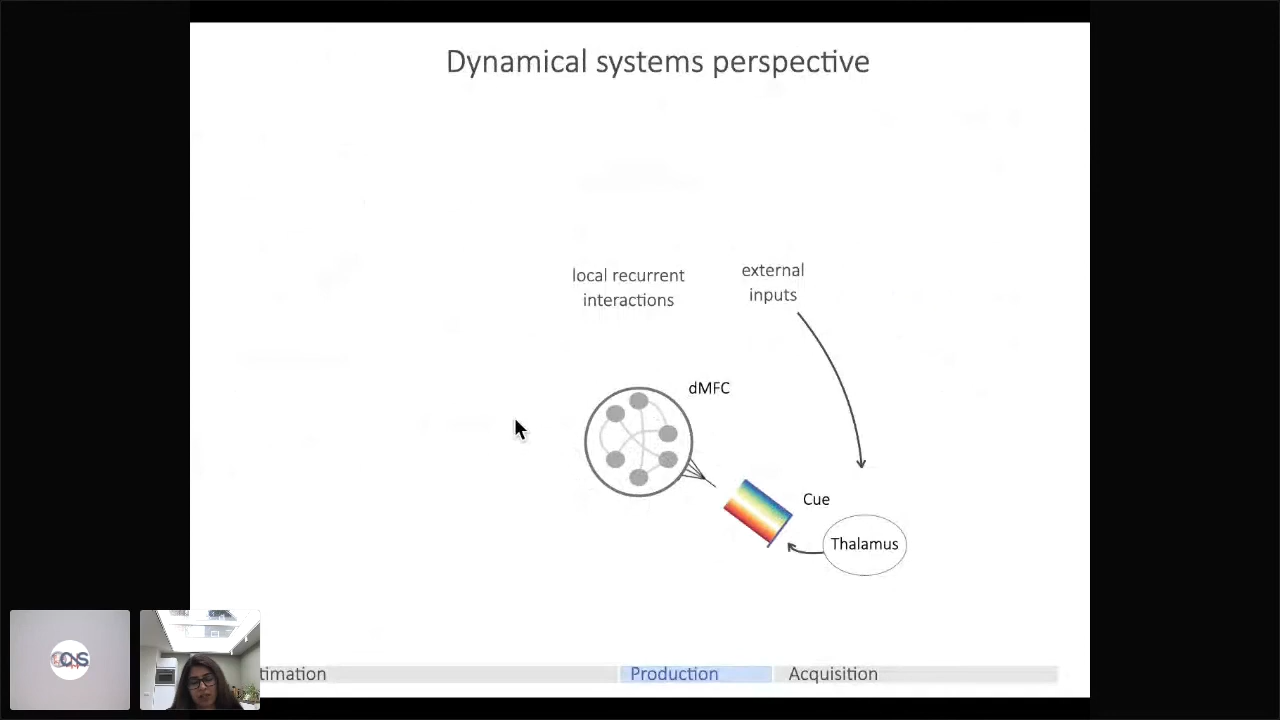 Dynamical systems perspective
local recurrent
interactions
external
inputs
dMFC
Cue
Thalamus
timation
Production
Acquisition